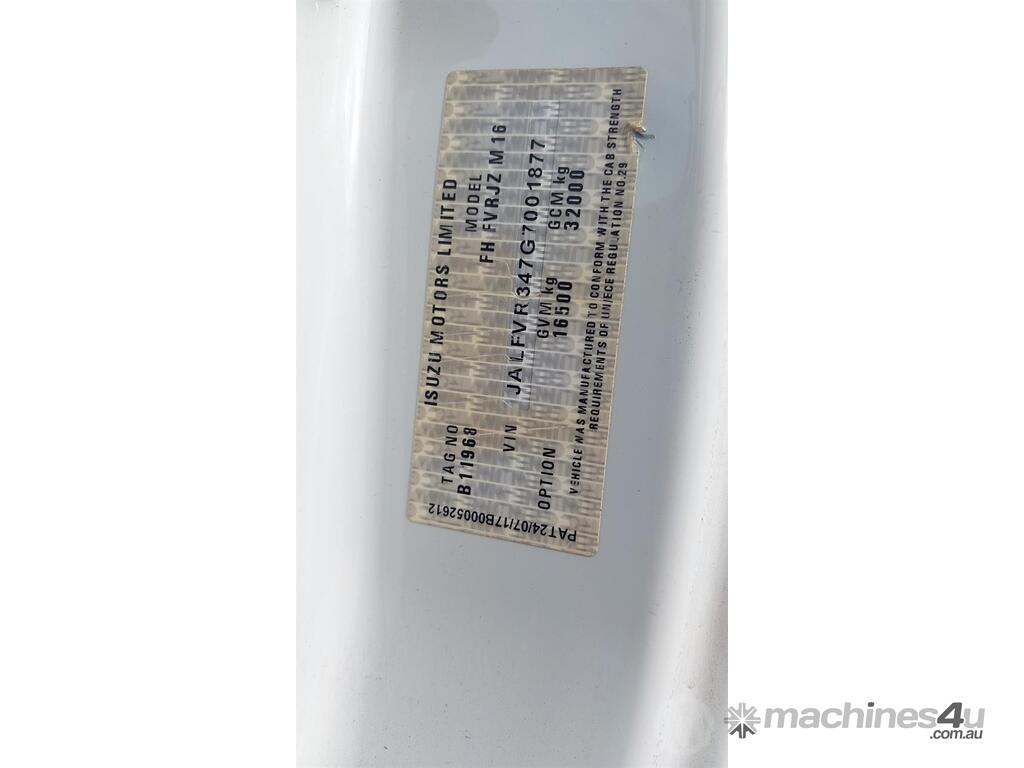 ISUZU MOTORS LIMITED
TAG NO MODEL
B11968 FH FVRJZ M16
VIN JALFVR347G7001877
GVM kg GCM kg
OPTION 16500 32000
VEHICLE WAS MANUFACTURED TO CONFORM WITH THE CAB STRENGTH
REQUIREMENTS OF UN/ECE REGULATION NO.29
PAT24/07/17B00052612
machines4u
.com.au